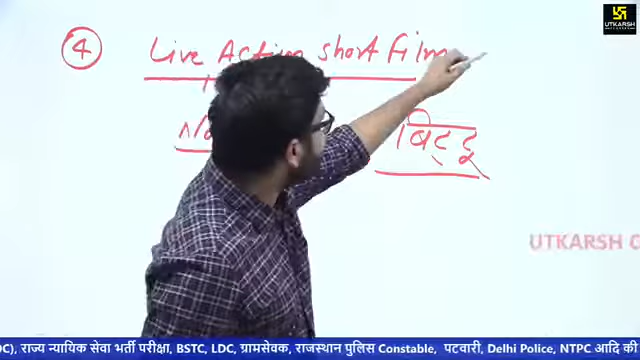 UTKARSH
④ Live Action short Film
बिट्टू
UTKARSH
राज्य न्यायिक सेवा भर्ती परीक्षा, BSTC, LDC, ग्रामसेवक, राजस्थान पुलिस Constable, पटवारी, Delhi Police, NTPC आदि की